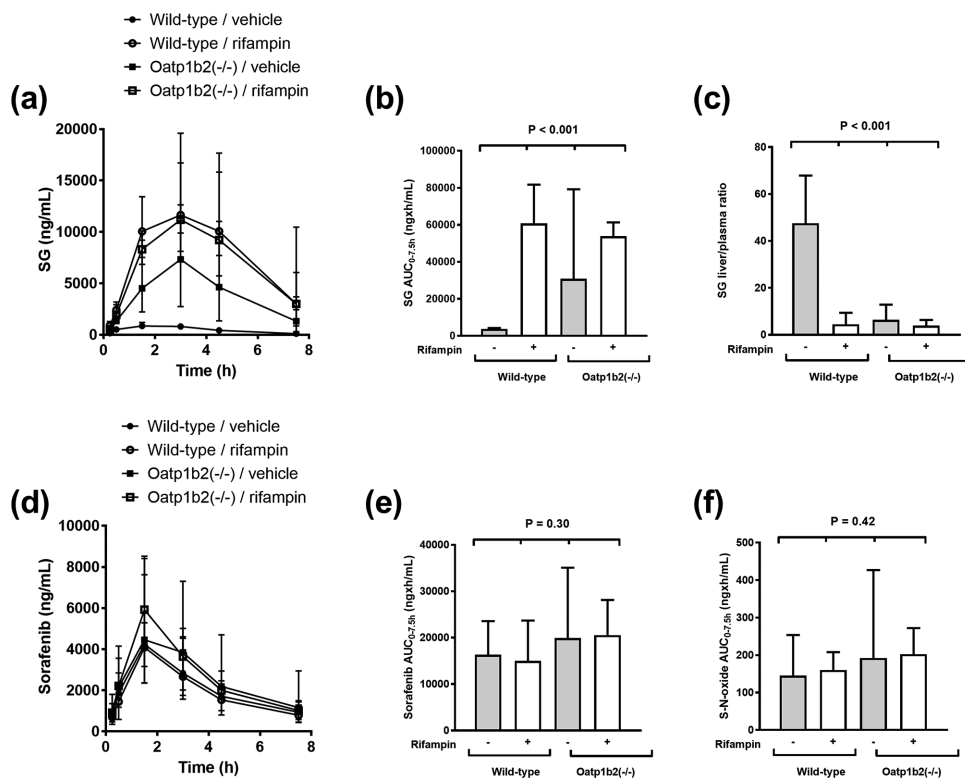 Wild-type / vehicle
Wild-type / rifampin
Oatp1b2(-/-) / vehicle
Oatp1b2(-/-) / rifampin
(a)
SG (ng/mL)
20000
15000
10000
5000
0
0 2 4 6 8
Time (h)
(b)
P < 0.001
SG AUC0-7.5h (ngxh/mL)
100000
80000
60000
40000
20000
0
Rifampin - + - +
Wild-type Oatp1b2(-/-)
(c)
P < 0.001
SG liver/plasma ratio
80
60
40
20
0
Rifampin - + - +
Wild-type Oatp1b2(-/-)
Wild-type / vehicle
Wild-type / rifampin
Oatp1b2(-/-) / vehicle
Oatp1b2(-/-) / rifampin
(d)
Sorafenib (ng/mL)
10000
8000
6000
4000
2000
0
0 2 4 6 8
Time (h)
(e)
P = 0.30
Sorafenib AUC0-7.5h (ngxh/mL)
40000
30000
20000
10000
0
Rifampin - + - +
Wild-type Oatp1b2(-/-)
(f)
P = 0.42
S-N-oxide AUC0-7.5h (ngxh/mL)
500
400
300
200
100
0
Rifampin - + - +
Wild-type Oatp1b2(-/-)